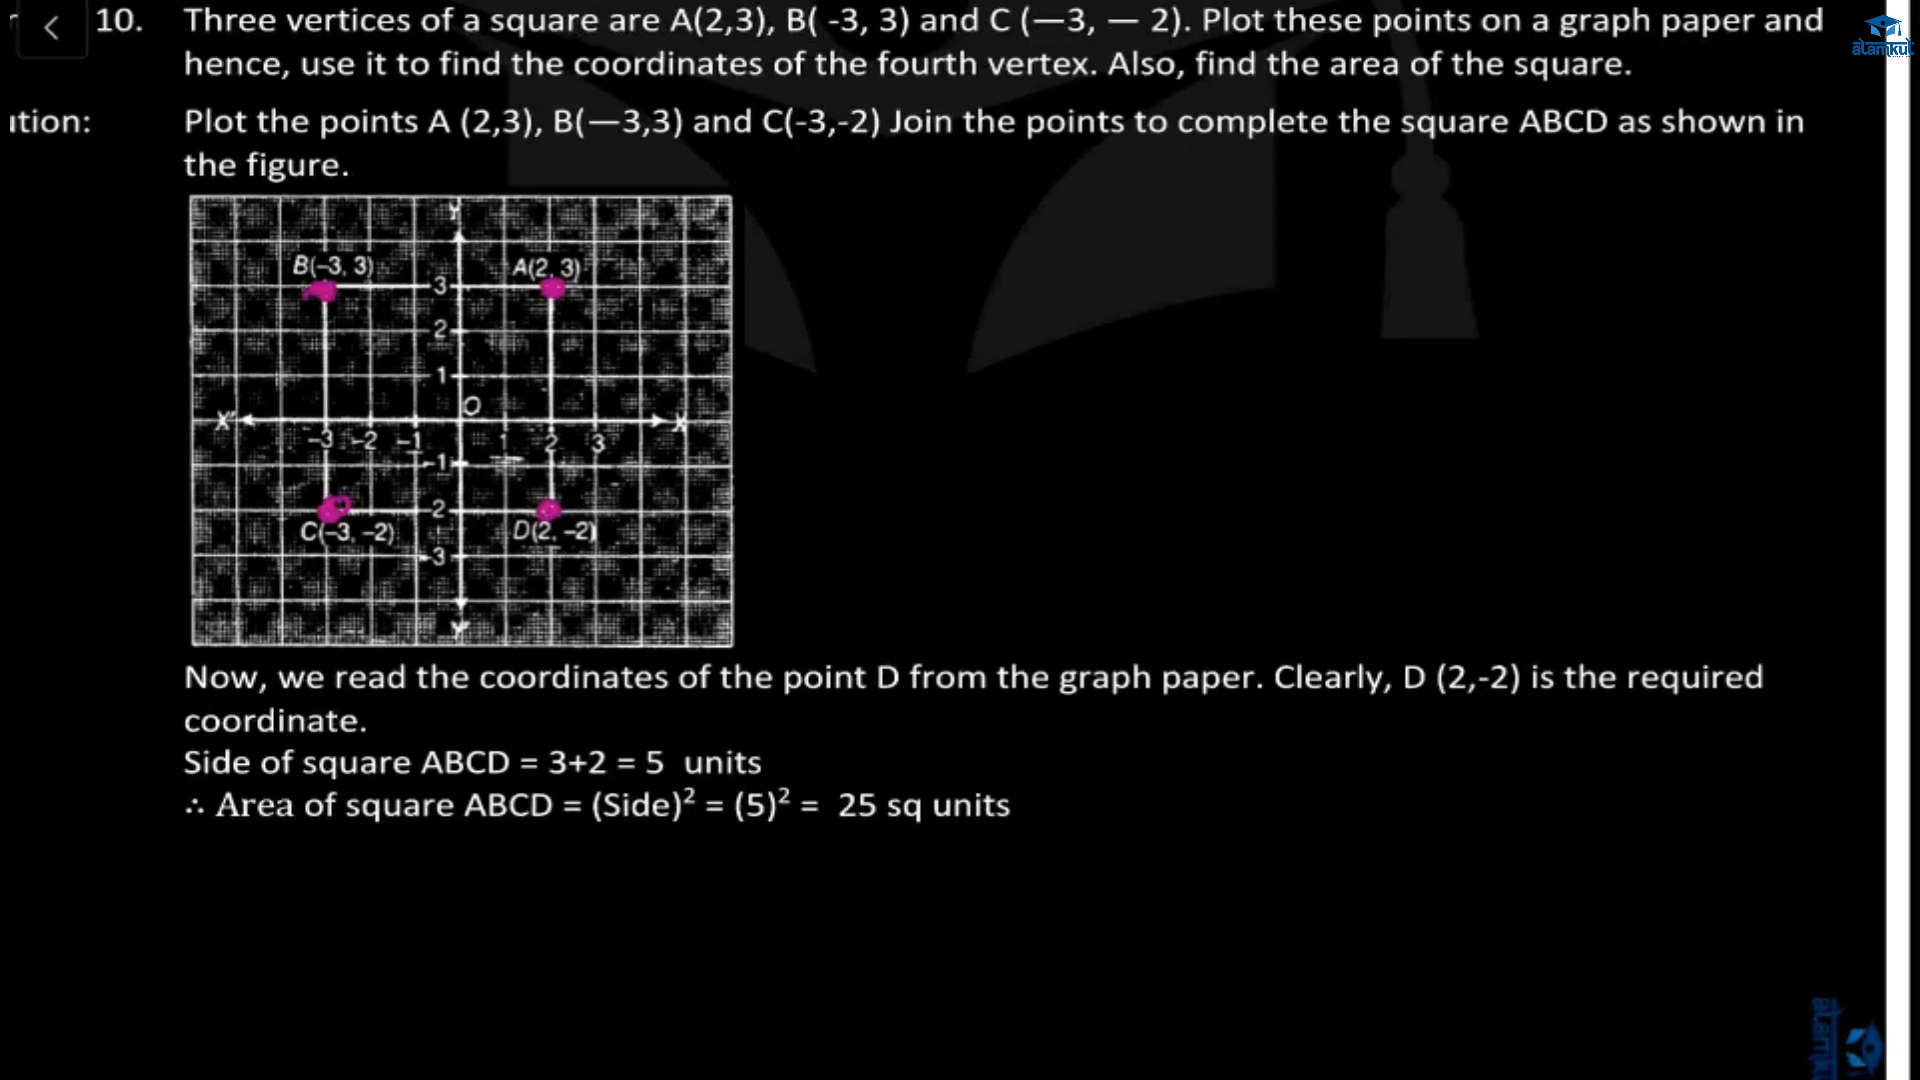 10. Three vertices of a square are A(2,3), B( -3, 3) and C (—3, — 2). Plot these points on a graph paper and
hence, use it to find the coordinates of the fourth vertex. Also, find the area of the square.
ution: Plot the points A (2,3), B(—3,3) and C(-3,-2) Join the points to complete the square ABCD as shown in
the figure.
Y
B(–3, 3) A(2, 3)
3
2
1
O
X' X
–3 –2 –1 1 2 3
–1
–2
C(–3, –2) D(2, –2)
–3
Y'
Now, we read the coordinates of the point D from the graph paper. Clearly, D (2,-2) is the required
coordinate.
Side of square ABCD = 3+2 = 5 units
∴ Area of square ABCD = (Side)² = (5)² = 25 sq units
alamkul